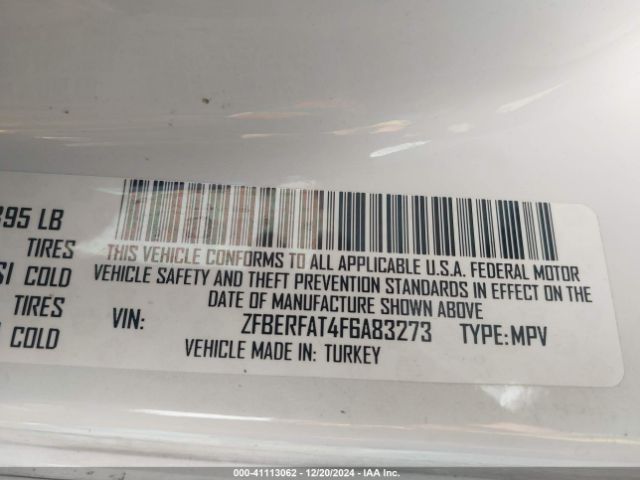 395 LB
TIRES
SI COLD
TIRES
I COLD
THIS VEHICLE CONFORMS TO ALL APPLICABLE U.S.A. FEDERAL MOTOR
VEHICLE SAFETY AND THEFT PREVENTION STANDARDS IN EFFECT ON THE
DATE OF MANUFACTURE SHOWN ABOVE
VIN: ZFBERFAT4F6A83273 TYPE:MPV
VEHICLE MADE IN: TURKEY
000-41113062 - 12/20/2024 - IAA Inc.